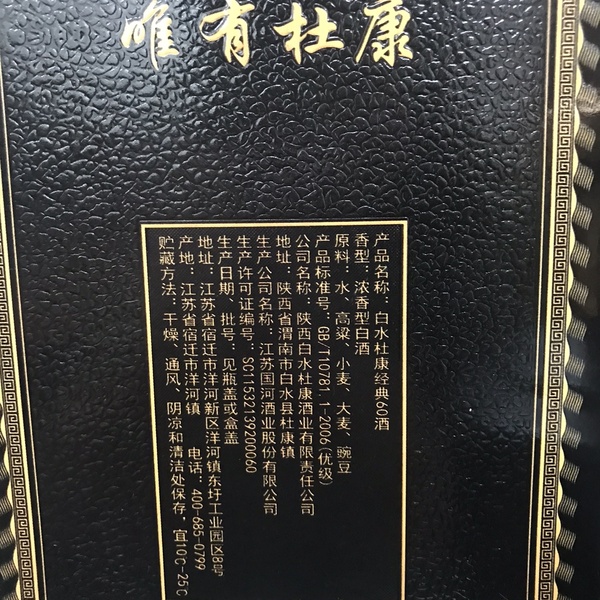 唯有杜康
产品名称：白水杜康经典60酒
香型：浓香型白酒
原料：水、高粱、小麦、大麦、豌豆
产品标准号：GB/T10781.1-2006(优级)
公司名称：陕西白水杜康酒业有限责任公司
地址：陕西省渭南市白水县杜康镇
生产公司名称：江苏国河酒业股份有限公司
生产许可证编号：SC11532139200060
生产日期、批号：见瓶盖或盒盖
地址：江苏省宿迁市洋河新区洋河镇东圩工业园区8号
产地：江苏省宿迁市洋河镇 电话：400-685-0799
贮藏方法：干燥、通风、阴凉和清洁处保存，宜10C-25C